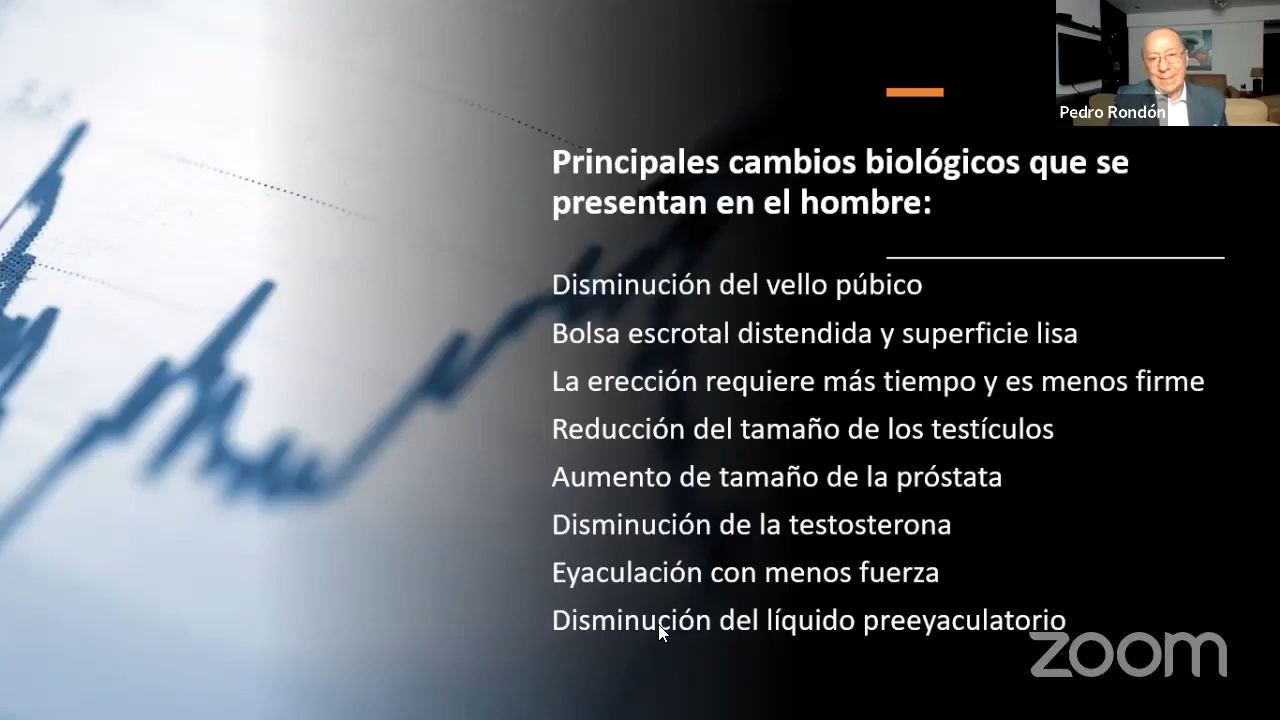 Pedro Rondón
Principales cambios biológicos que se
presentan en el hombre:
Disminución del vello púbico
Bolsa escrotal distendida y superficie lisa
La erección requiere más tiempo y es menos firme
Reducción del tamaño de los testículos
Aumento de tamaño de la próstata
Disminución de la testosterona
Eyaculación con menos fuerza
Disminución del líquido preeyaculatorio
zoom